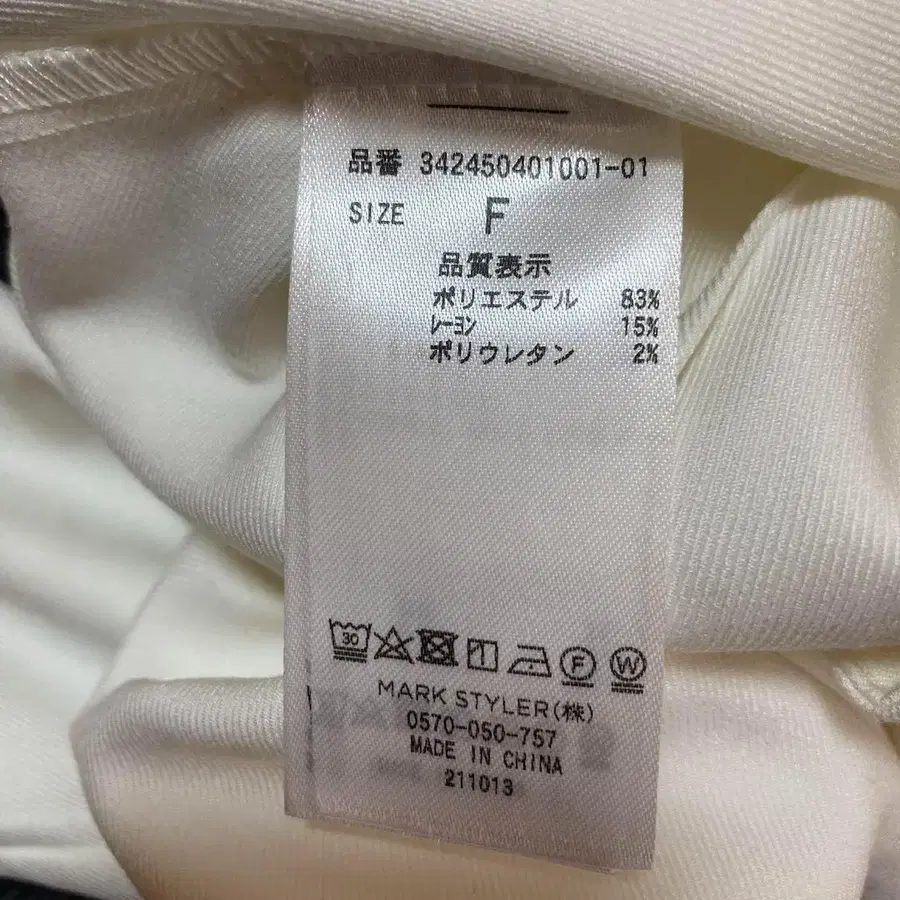 品番 342450401001-01
SIZE F
品質表示
ポリエステル 83%
ﾚｰﾖﾝ 15%
ポリウレタン 2%
30
F W
MARK STYLER(株)
0570-050-757
MADE IN CHINA
211013